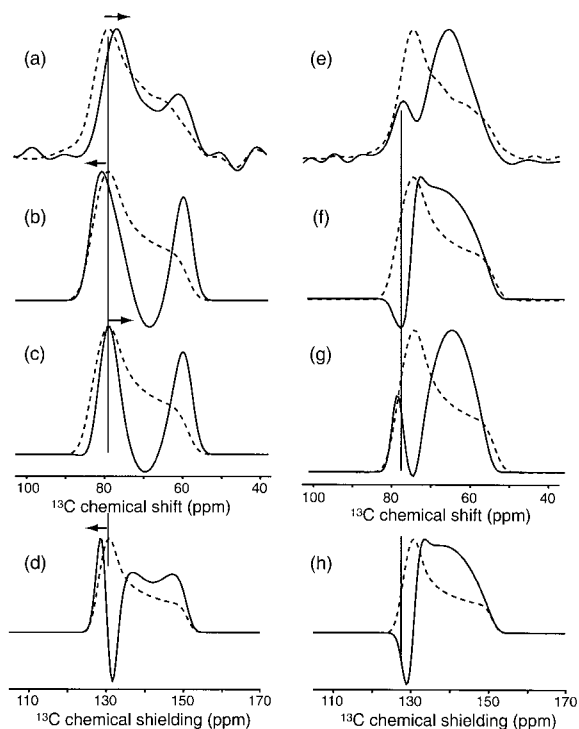 (a)
(e)
(b)
(f)
(c)
(g)
100 80 60 40
100 80 60 40
¹³C chemical shift (ppm)
¹³C chemical shift (ppm)
(d)
(h)
110 130 150 170
110 130 150 170
¹³C chemical shielding (ppm)
¹³C chemical shielding (ppm)